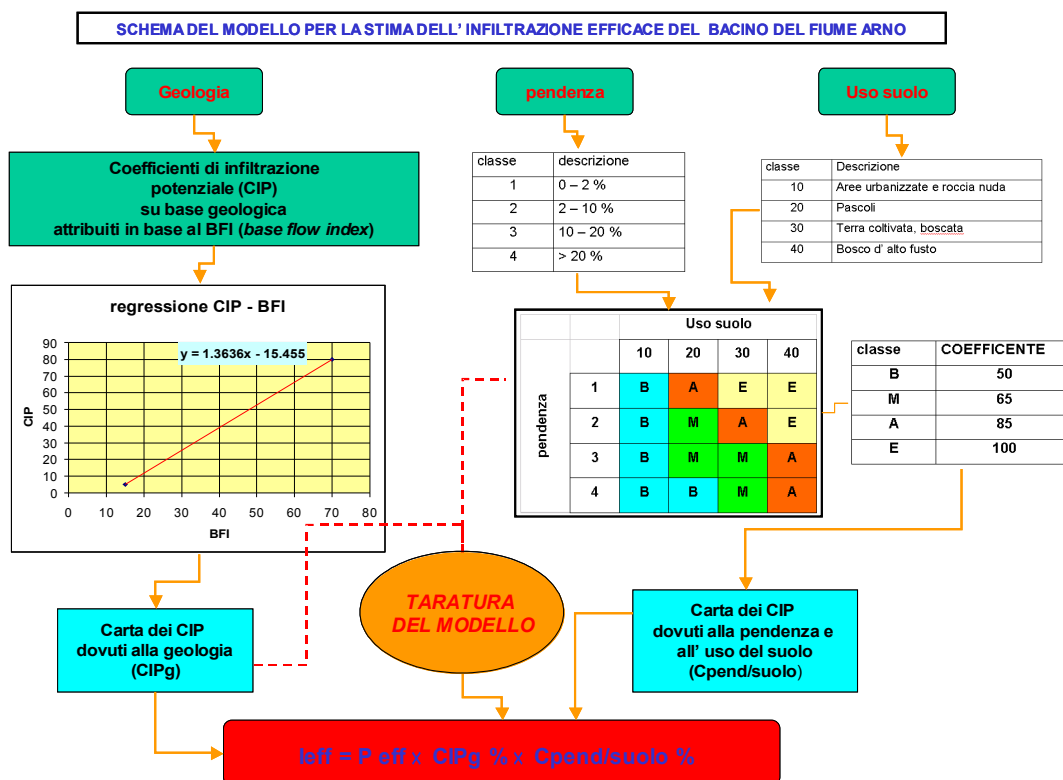 SCHEMA DEL MODELLO PER LA STIMA DELL' INFILTRAZIONE EFFICACE DEL BACINO DEL FIUME ARNO
Geologia
pendenza
Uso suolo
Coefficienti di infiltrazione
potenziale (CIP)
su base geologica
attribuiti in base al BFI (base flow index)
classe descrizione
1 0 – 2 %
2 2 – 10 %
3 10 – 20 %
4 > 20 %
classe Descrizione
10 Aree urbanizzate e roccia nuda
20 Pascoli
30 Terra coltivata, boscata
40 Bosco d' alto fusto
regressione CIP - BFI
y = 1.3636x - 15.455
90
80
70
60
50
40
30
20
10
0
CIP
0 10 20 30 40 50 60 70 80
BFI
Uso suolo
10 20 30 40
pendenza
1 B A E E
2 B M A E
3 B M M A
4 B B M A
classe COEFFICENTE
B 50
M 65
A 85
E 100
TARATURA
DEL MODELLO
Carta dei CIP
dovuti alla geologia
(CIPg)
Carta dei CIP
dovuti alla pendenza e
all' uso del suolo
(Cpend/suolo)
Ieff = P eff x CIPg % x Cpend/suolo %